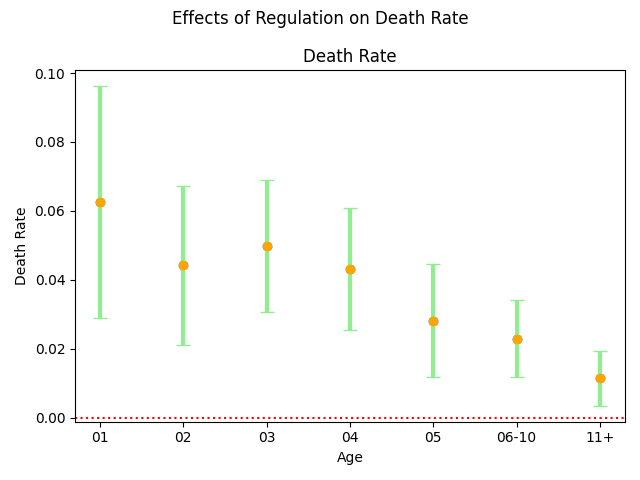 Effects of Regulation on Death Rate
Death Rate
0.10
0.08
0.06
0.04
0.02
0.00
Death Rate
01 02 03 04 05 06-10 11+
Age